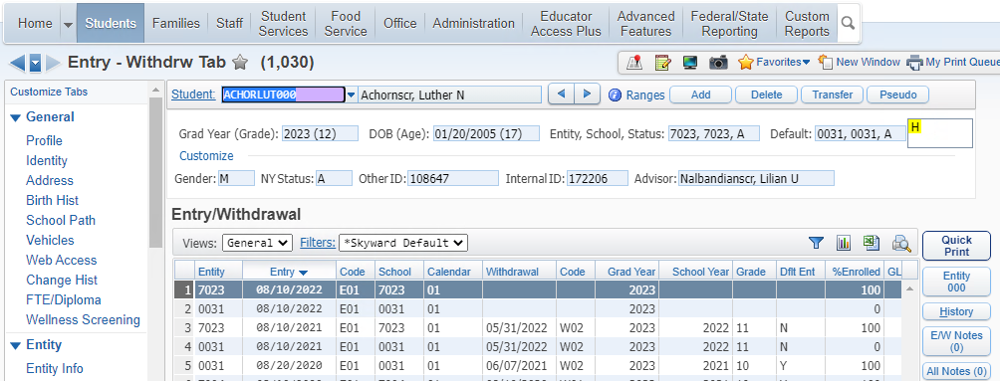 Home Students Families Staff Student Services Food Service Office Administration Educator Access Plus Advanced Features Federal/State Reporting Custom Reports
Entry - Withdrw Tab (1,030) Favorites New Window My Print Queue
Customize Tabs
General
Profile
Identity
Address
Birth Hist
School Path
Vehicles
Web Access
Change Hist
FTE/Diploma
Wellness Screening
Entity
Entity Info
Student: ACHORLUT000 Achornscr, Luther N Ranges Add Delete Transfer Pseudo
Grad Year (Grade): 2023 (12) DOB (Age): 01/20/2005 (17) Entity, School, Status: 7023, 7023, A Default: 0031, 0031, A H
Customize
Gender: M NY Status: A Other ID: 108647 Internal ID: 172206 Advisor: Nalbandianscr, Lilian U
Entry/Withdrawal
Views: General Filters: *Skyward Default
Entity Entry Code School Calendar Withdrawal Code Grad Year School Year Grade Dflt Ent %Enrolled GL
1 7023 08/10/2022 E01 7023 01 2023 100
2 0031 08/10/2022 E01 0031 01 2023 0
3 7023 08/10/2021 E01 7023 01 05/31/2022 W02 2023 2022 11 N 100
4 0031 08/10/2021 E01 0031 01 05/31/2022 W02 2023 2022 11 N 0
5 0031 08/20/2020 E01 0031 01 06/07/2021 W02 2023 2021 10 Y 100
Quick Print
Entity 000
History
E/W Notes (0)
All Notes (0)